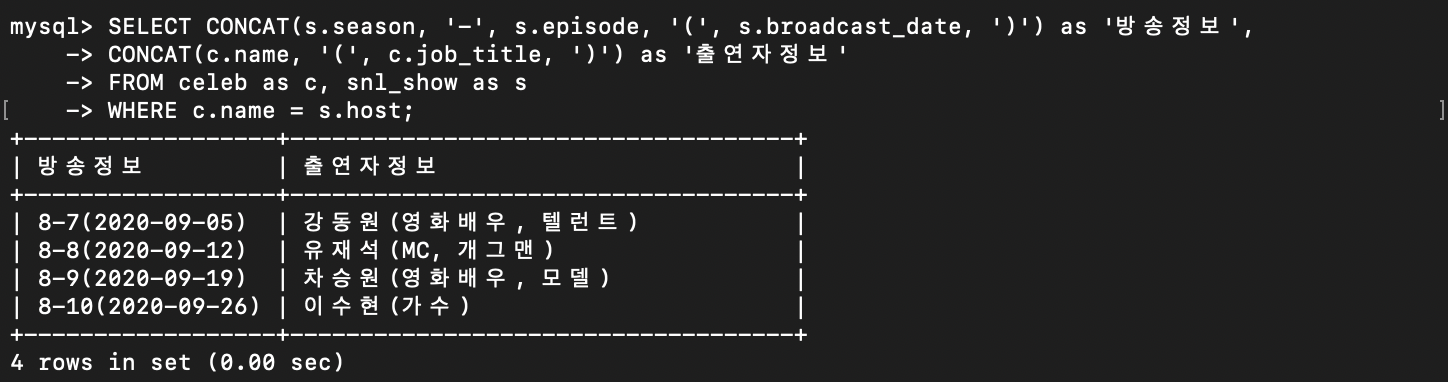 mysql> SELECT CONCAT(s.season, '-', s.episode, '(', s.broadcast_date, ')') as '방송정보',
    -> CONCAT(c.name, '(', c.job_title, ')') as '출연자정보'
    -> FROM celeb as c, snl_show as s
[    -> WHERE c.name = s.host;                                                                         ]
+------------------+------------------------------------+
| 방송정보         | 출연자정보                         |
+------------------+------------------------------------+
| 8-7(2020-09-05)  | 강동원(영화배우, 텔런트)           |
| 8-8(2020-09-12)  | 유재석(MC, 개그맨)                 |
| 8-9(2020-09-19)  | 차승원(영화배우, 모델)             |
| 8-10(2020-09-26) | 이수현(가수)                       |
+------------------+------------------------------------+
4 rows in set (0.00 sec)